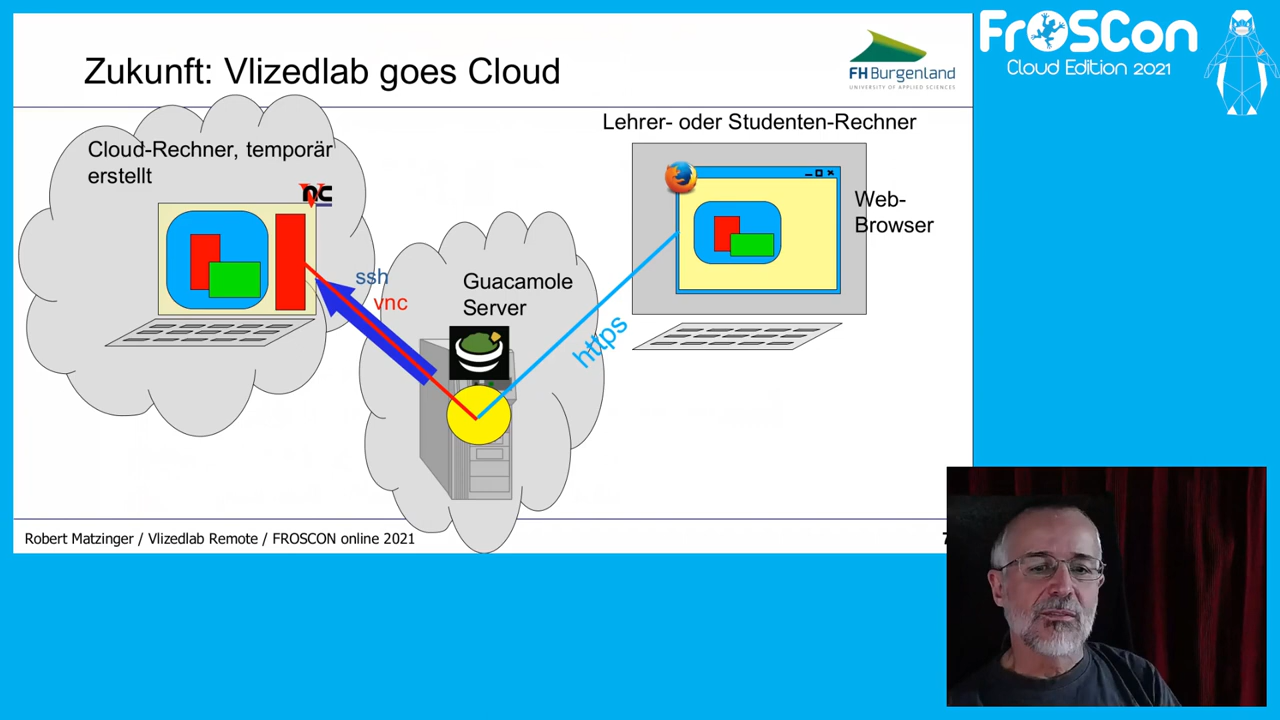 Zukunft: Vlizedlab goes Cloud
FH Burgenland
UNIVERSITY OF APPLIED SCIENCES
FrOSCon
Cloud Edition 2021
Lehrer- oder Studenten-Rechner
Cloud-Rechner, temporär
erstellt
Web-
Browser
ssh
vnc
Guacamole
Server
https
Robert Matzinger / Vlizedlab Remote / FROSCON online 2021